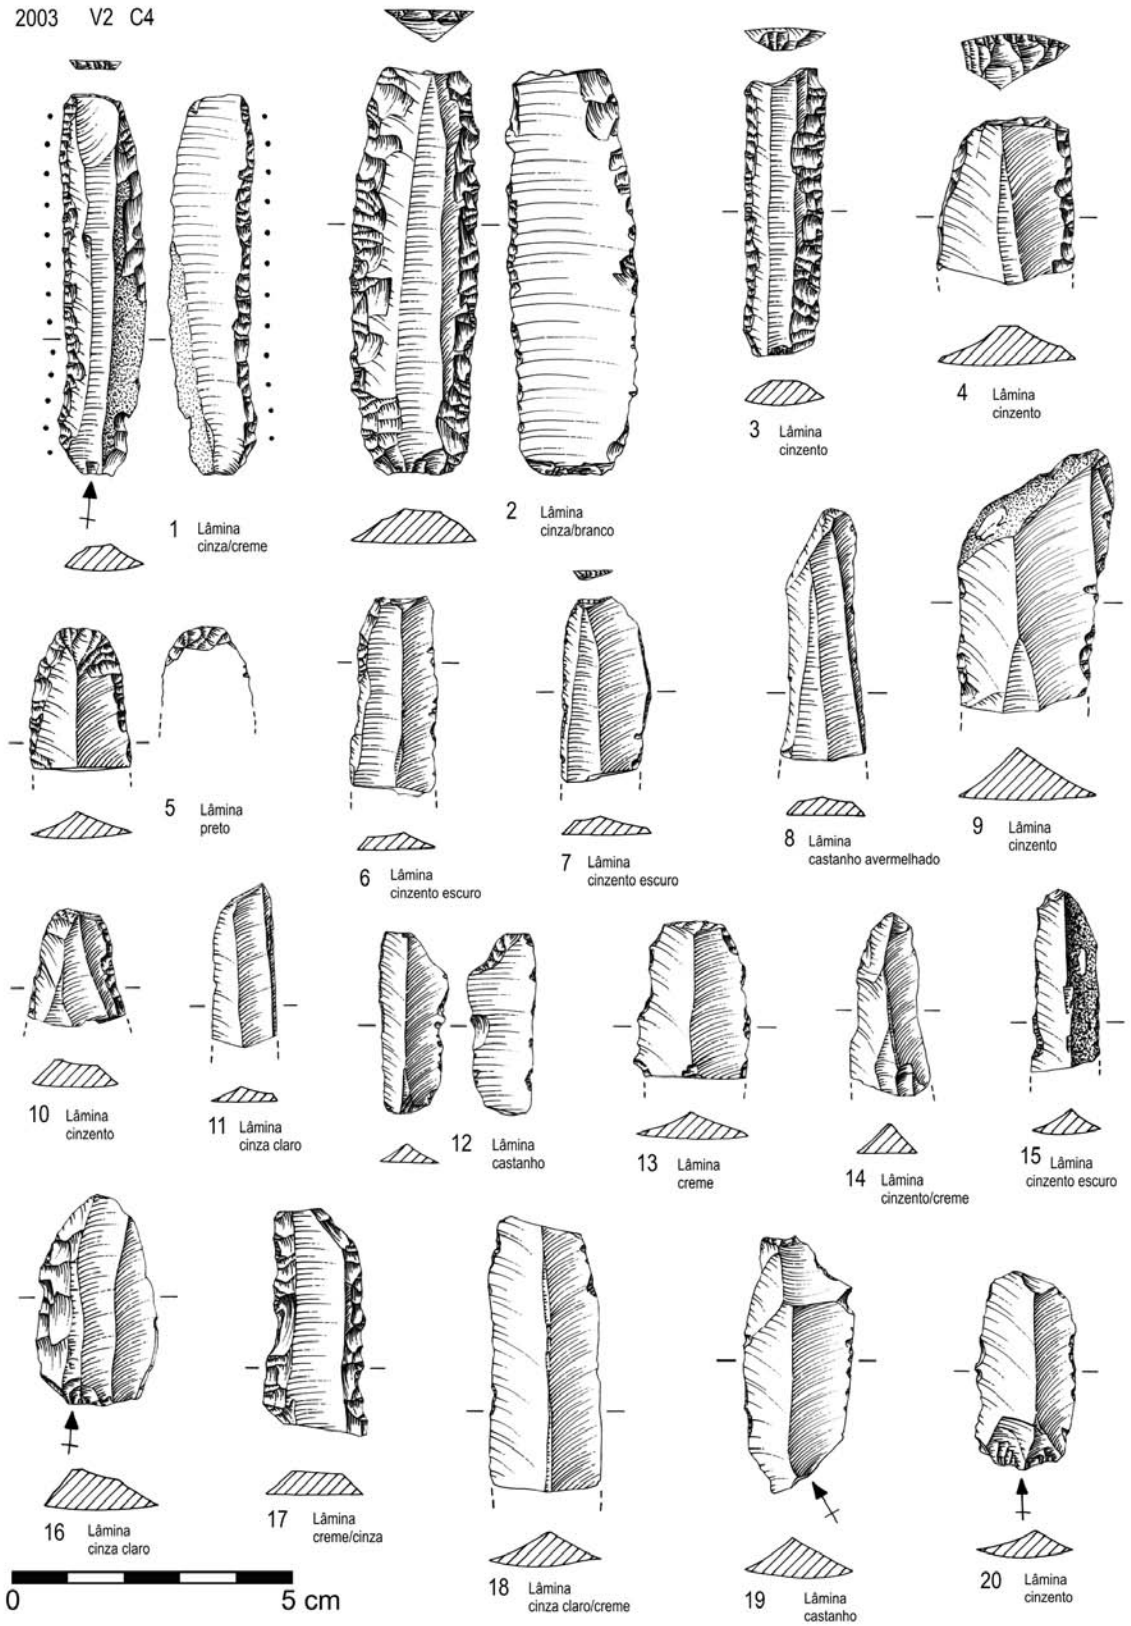 2003 V2 C4
1 Lâmina
cinza/creme
2 Lâmina
cinza/branco
3 Lâmina
cinzento
4 Lâmina
cinzento
5 Lâmina
preto
6 Lâmina
cinzento escuro
7 Lâmina
cinzento escuro
8 Lâmina
castanho avermelhado
9 Lâmina
cinzento
10 Lâmina
cinzento
11 Lâmina
cinza claro
12 Lâmina
castanho
13 Lâmina
creme
14 Lâmina
cinzento/creme
15 Lâmina
cinzento escuro
16 Lâmina
cinza claro
17 Lâmina
creme/cinza
18 Lâmina
cinza claro/creme
19 Lâmina
castanho
20 Lâmina
cinzento
0 5 cm